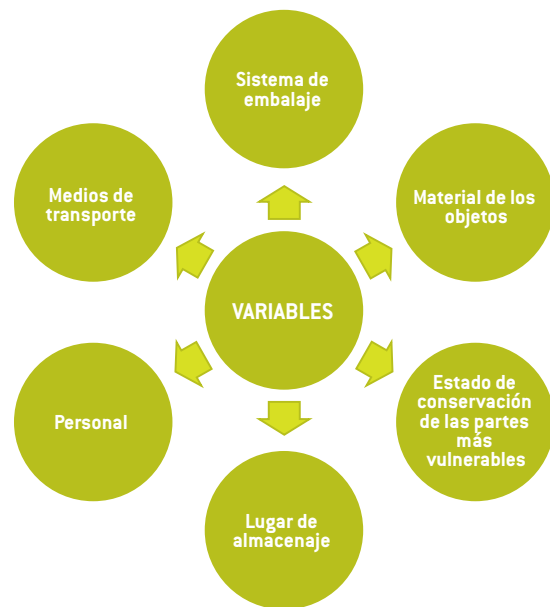 Sistema de
embalaje
Medios de
transporte
Material de los
objetos
VARIABLES
Personal
Estado de
conservación
de las partes
más
vulnerables
Lugar de
almacenaje